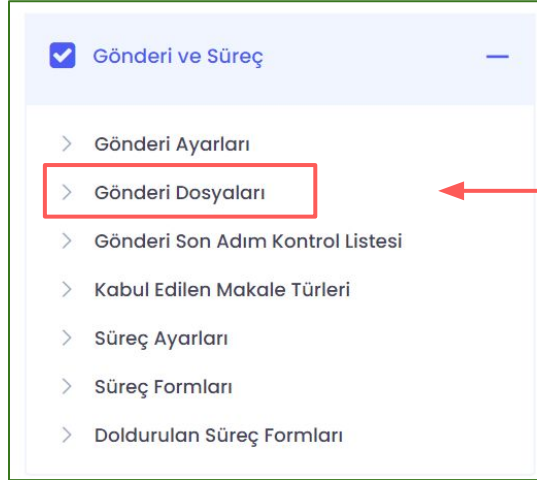 Gönderi ve Süreç
Gönderi Ayarları
Gönderi Dosyaları
Gönderi Son Adım Kontrol Listesi
Kabul Edilen Makale Türleri
Süreç Ayarları
Süreç Formları
Doldurulan Süreç Formları